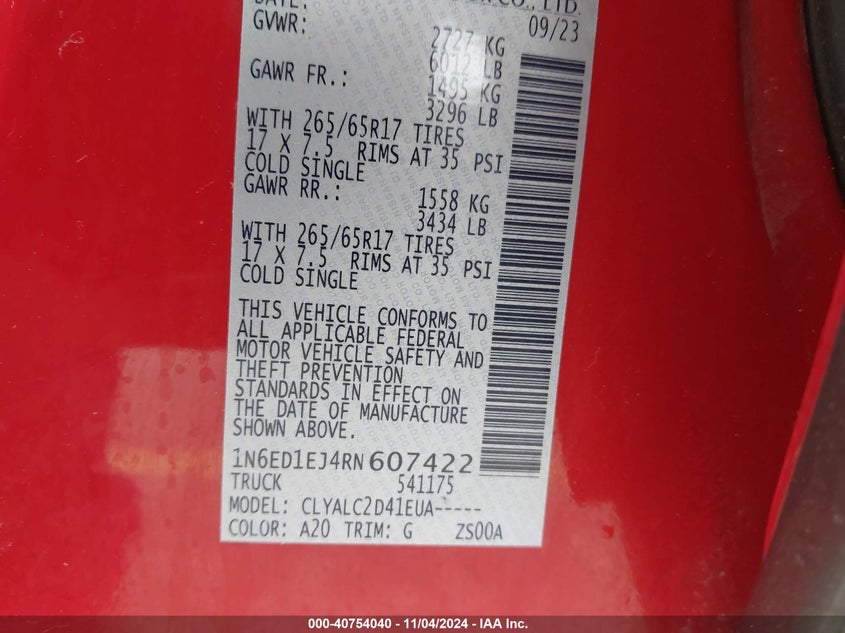 DATE: CO., LTD.
GVWR: 09/23
2727 KG
6012 LB
GAWR FR.: 1495 KG
3296 LB
WITH 265/65R17 TIRES
17 X 7.5 RIMS AT 35 PSI
COLD SINGLE
GAWR RR.: 1558 KG
3434 LB
WITH 265/65R17 TIRES
17 X 7.5 RIMS AT 35 PSI
COLD SINGLE
THIS VEHICLE CONFORMS TO
ALL APPLICABLE FEDERAL
MOTOR VEHICLE SAFETY AND
THEFT PREVENTION
STANDARDS IN EFFECT ON
THE DATE OF MANUFACTURE
SHOWN ABOVE.
1N6ED1EJ4RN607422
TRUCK 541175
MODEL: CLYALC2D41EUA-----
COLOR: A20 TRIM: G ZS00A
000-40754040 - 11/04/2024 - IAA Inc.